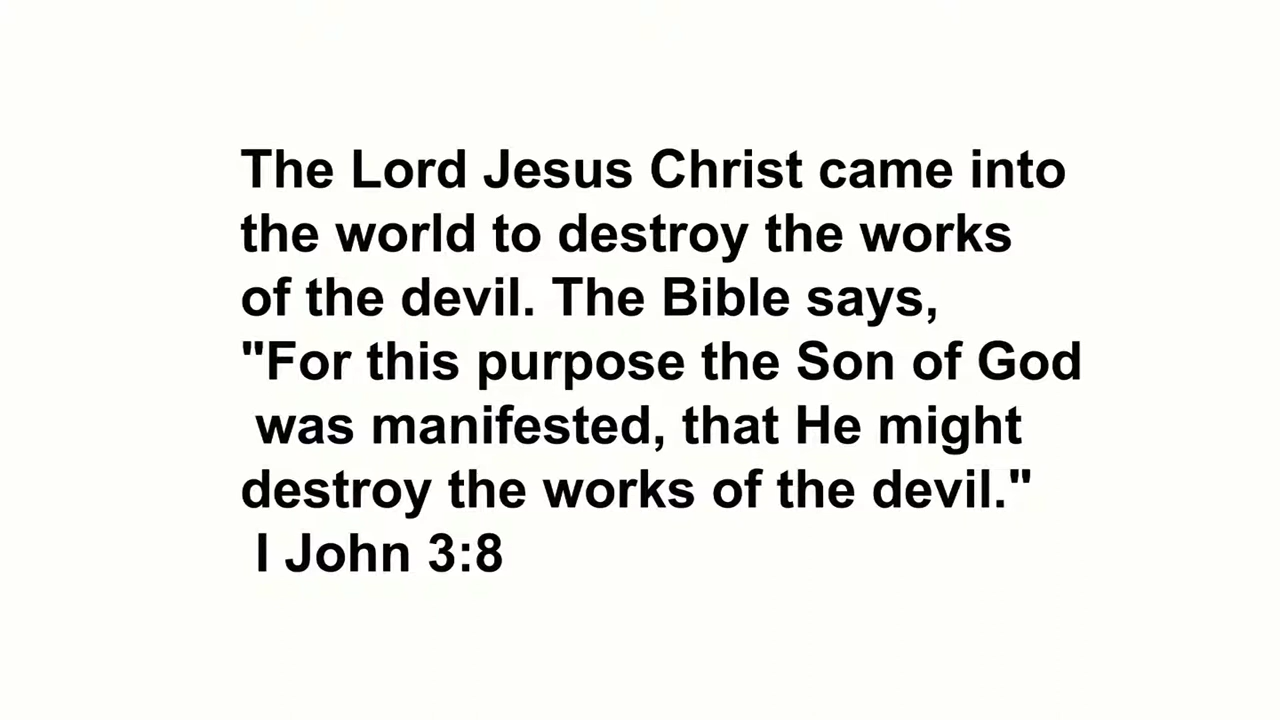 The Lord Jesus Christ came into
the world to destroy the works
of the devil. The Bible says,
"For this purpose the Son of God
was manifested, that He might
destroy the works of the devil."
I John 3:8